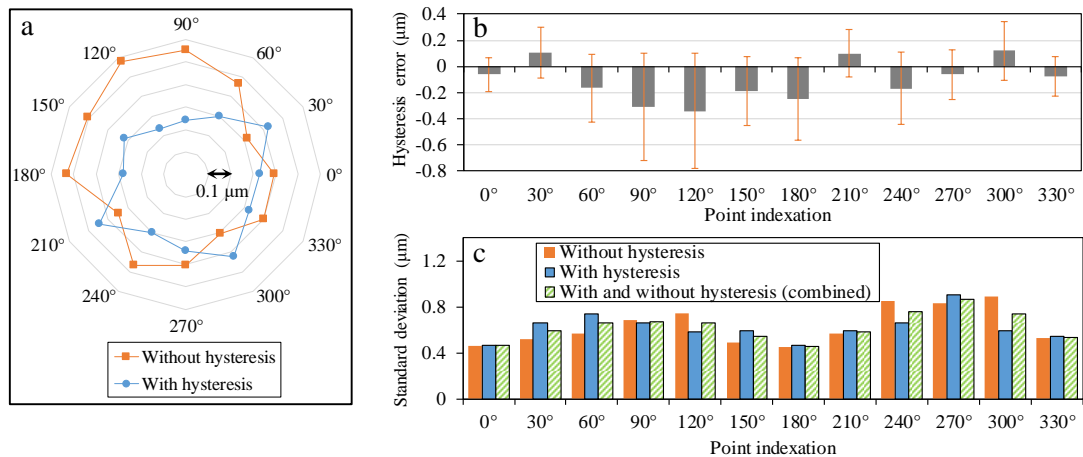 a
90°
120°
60°
150°
30°
180°
0°
0.1 μm
210°
330°
240°
300°
270°
Without hysteresis
With hysteresis
b
Hysteresis error (μm)
0.4
0.2
0
-0.2
-0.4
-0.6
-0.8
0° 30° 60° 90° 120° 150° 180° 210° 240° 270° 300° 330°
Point indexation
c
Standard deviation (μm)
1.2
0.8
0.4
0
Without hysteresis
With hysteresis
With and without hysteresis (combined)
0° 30° 60° 90° 120° 150° 180° 210° 240° 270° 300° 330°
Point indexation